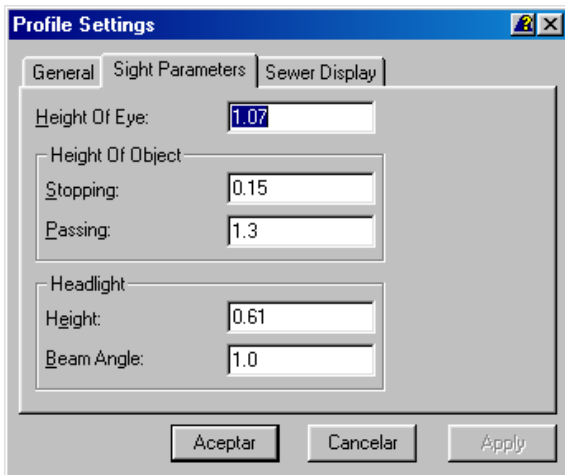 Profile Settings
General Sight Parameters Sewer Display
Height Of Eye: 1.07
Height Of Object
Stopping: 0.15
Passing: 1.3
Headlight
Height: 0.61
Beam Angle: 1.0
Aceptar Cancelar Apply